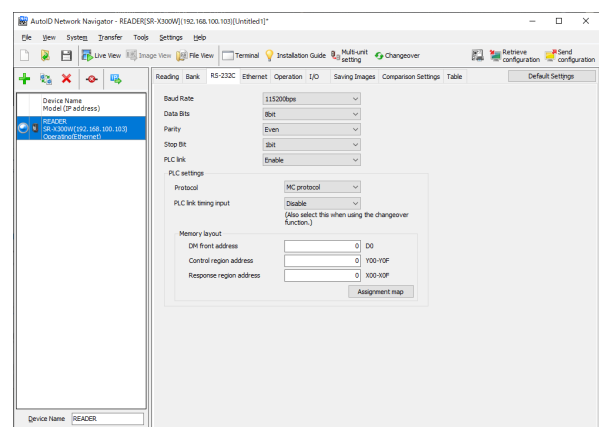 AutoID Network Navigator - READER[SR-X300W](192.168.100.103)[Untitled1]*
File View System Transfer Tools Settings Help
Live View Image View File View Terminal Installation Guide Multi-unit setting Changeover Retrieve configuration Send configuration
Reading Bank RS-232C Ethernet Operation I/O Saving Images Comparison Settings Table Default Settings
Device Name
Model (IP address)
READER
SR-X300W(192.168.100.103)
Operating(Ethernet)
Baud Rate 115200bps
Data Bits 8bit
Parity Even
Stop Bit 1bit
PLC link Enable
PLC settings
Protocol MC protocol
PLC link timing input Disable
(Also select this when using the changeover
function.)
Memory layout
DM front address 0 D0
Control region address 0 Y00-Y0F
Response region address 0 X00-X0F
Assignment map
Device Name READER